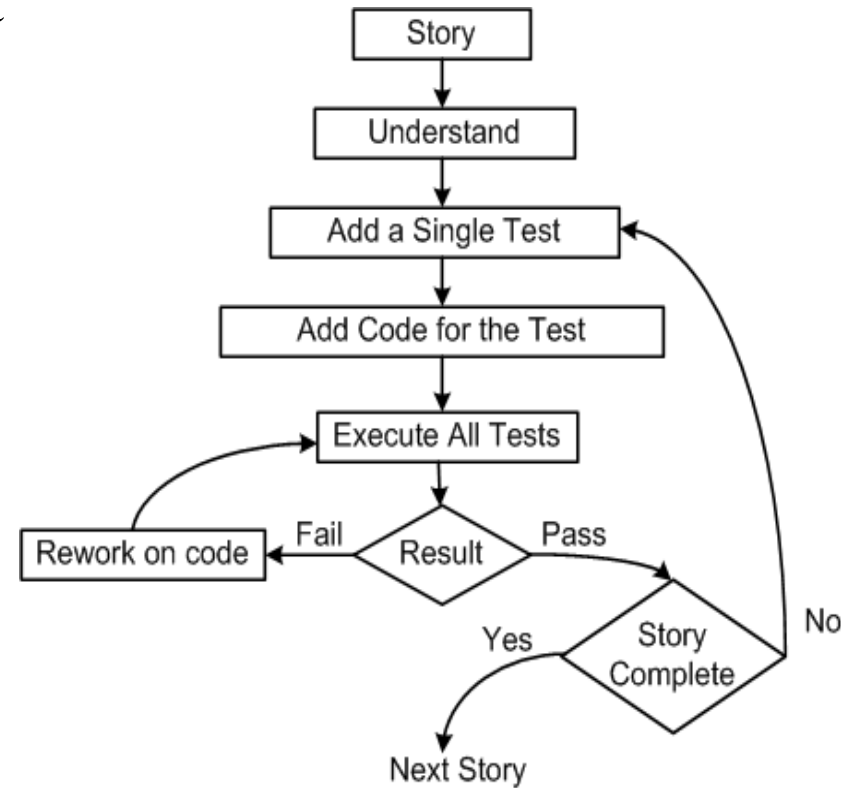 Story
Understand
Add a Single Test
Add Code for the Test
Execute All Tests
Fail
Pass
Rework on code
Result
No
Yes
Story
Complete
Next Story